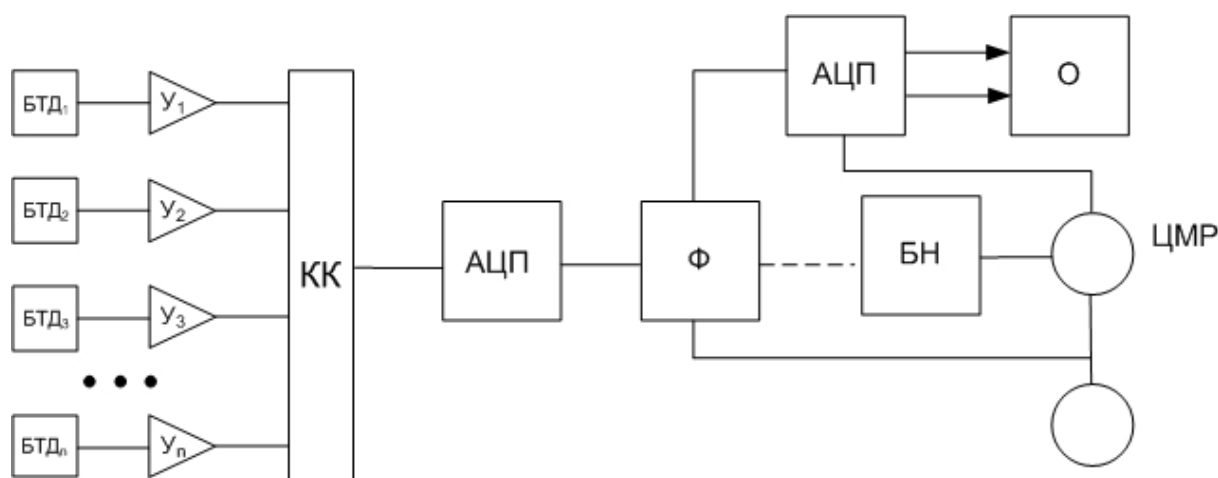 БТД₁
У₁
БТД₂
У₂
БТД₃
У₃
БТДₙ
Уₙ
КК
АЦП
Ф
АЦП
О
БН
ЦМР